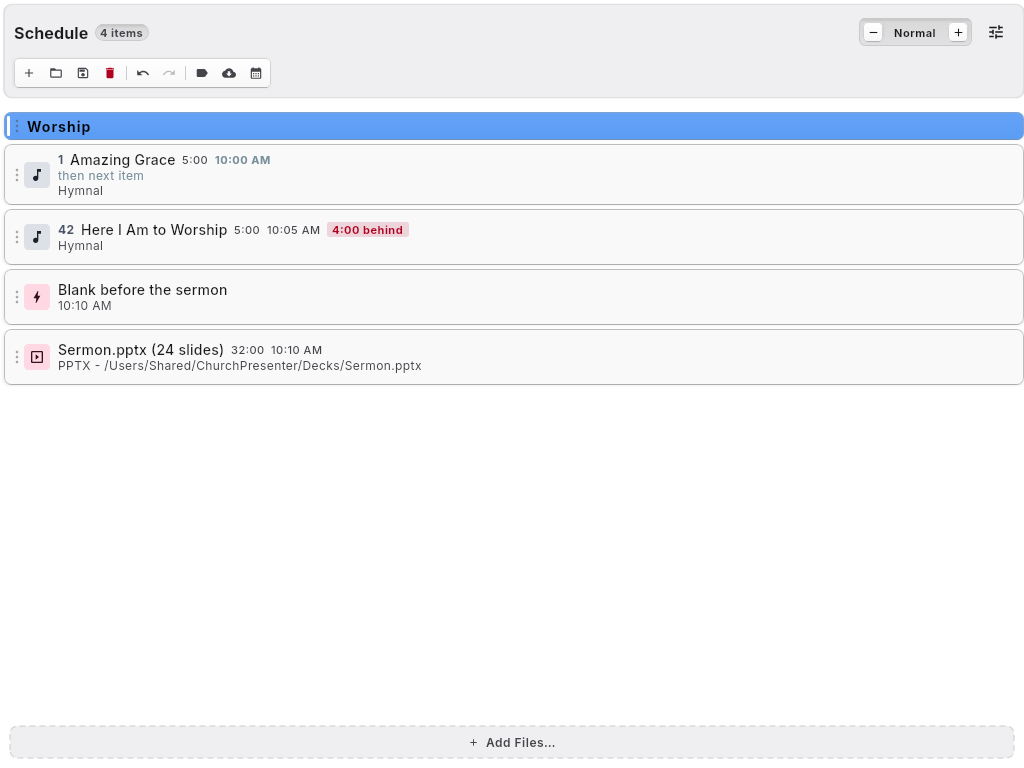 Schedule 4 items
Normal
Worship
1 Amazing Grace 5:00 10:00 AM
then next item
Hymnal
42 Here I Am to Worship 5:00 10:05 AM 4:00 behind
Hymnal
Blank before the sermon
10:10 AM
Sermon.pptx (24 slides) 32:00 10:10 AM
PPTX - /Users/Shared/ChurchPresenter/Decks/Sermon.pptx
+ Add Files...